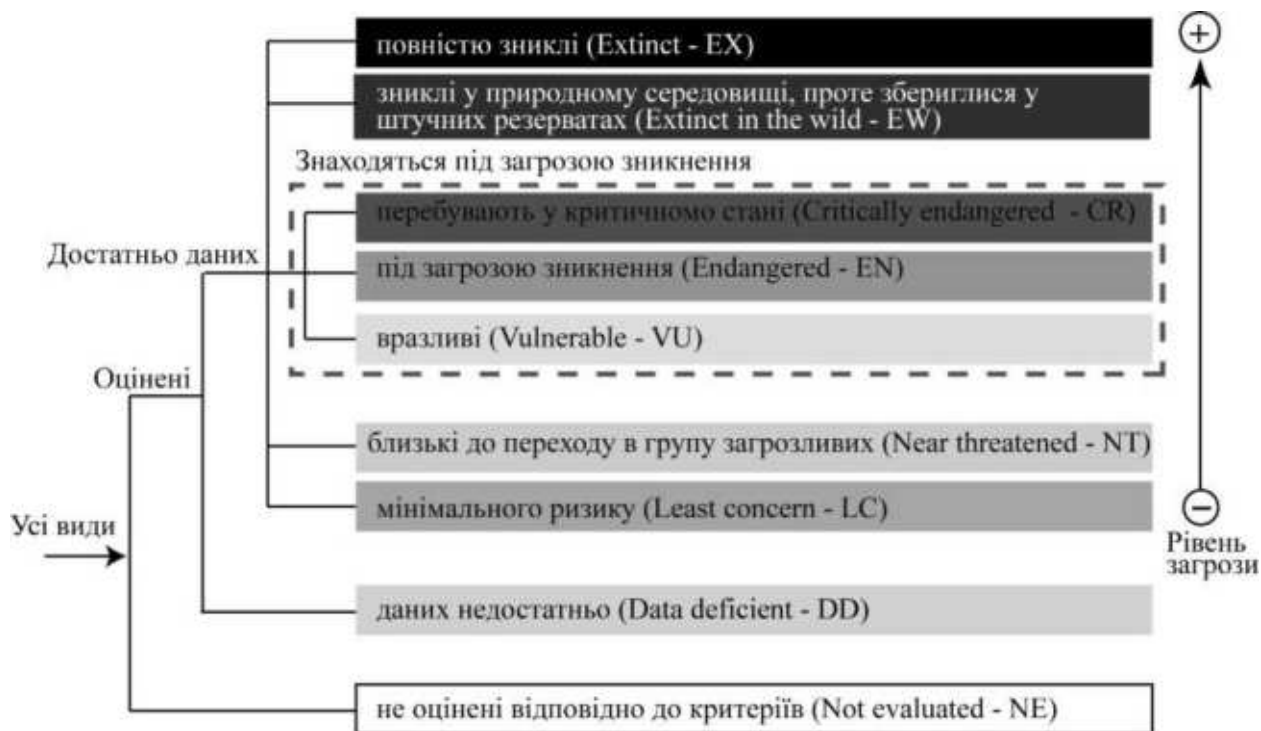 повністю зниклі (Extinct - EX)
зниклі у природному середовищі, проте збериглися у
штучних резерватах (Extinct in the wild - EW)
Знаходяться під загрозою зникнення
перебувають у критичному стані (Critically endangered - CR)
Достатньо даних
під загрозою зникнення (Endangered - EN)
вразливі (Vulnerable - VU)
Оцінені
близькі до переходу в групу загрозливих (Near threatened - NT)
мінімального ризику (Least concern - LC)
Усі види
+
−
Рівень
загрози
даних недостатньо (Data deficient - DD)
не оцінені відповідно до критеріїв (Not evaluated - NE)